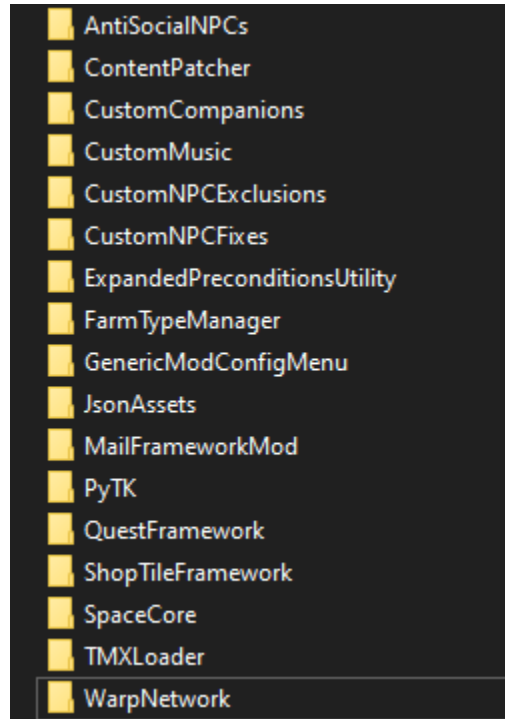 AntiSocialNPCs
ContentPatcher
CustomCompanions
CustomMusic
CustomNPCExclusions
CustomNPCFixes
ExpandedPreconditionsUtility
FarmTypeManager
GenericModConfigMenu
JsonAssets
MailFrameworkMod
PyTK
QuestFramework
ShopTileFramework
SpaceCore
TMXLoader
WarpNetwork